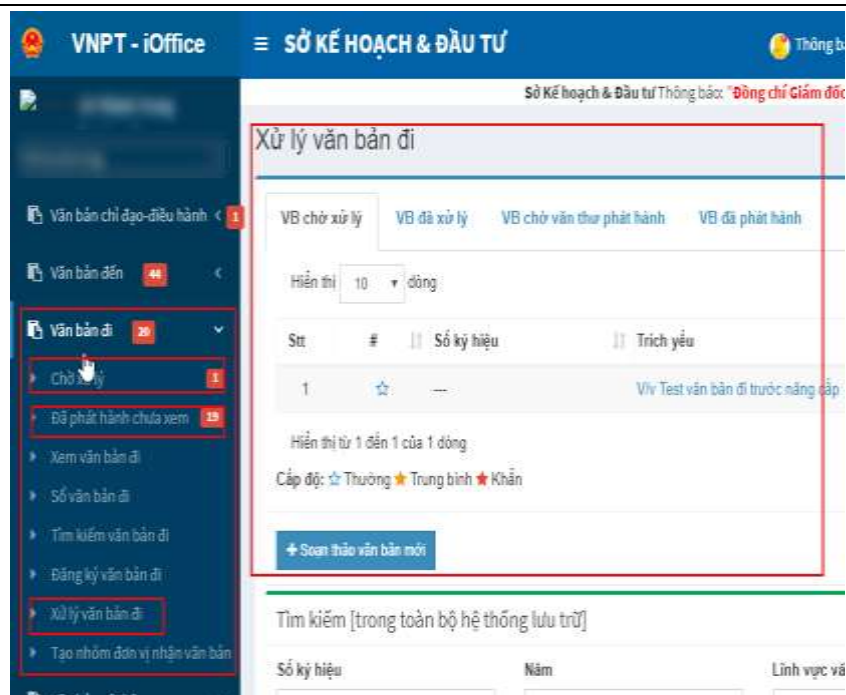 VNPT - iOffice
≡ SỞ KẾ HOẠCH & ĐẦU TƯ
Thông b
Sở Kế hoạch & Đầu tư Thông báo: "Đồng chí Giám đốc
Xử lý văn bản đi
Văn bản chỉ đạo-điều hành 1
Văn bản đến 44
Văn bản đi 20
Chờ xử lý 1
Đã phát hành chưa xem 19
Xem văn bản đi
Sổ văn bản đi
Tìm kiếm văn bản đi
Đăng ký văn bản đi
Xử lý văn bản đi
Tạo nhóm đơn vị nhận văn bản
VB chờ xử lý VB đã xử lý VB chờ văn thư phát hành VB đã phát hành
Hiển thị 10 dòng
Stt # Số ký hiệu Trích yếu
1 --- V/v Test văn bản đi trước nâng cấp
Hiển thị từ 1 đến 1 của 1 dòng
Cấp độ: ☆ Thường ★ Trung bình ★ Khẩn
+ Soạn thảo văn bản mới
Tìm kiếm [trong toàn bộ hệ thống lưu trữ]
Số ký hiệu Năm Lĩnh vực vă